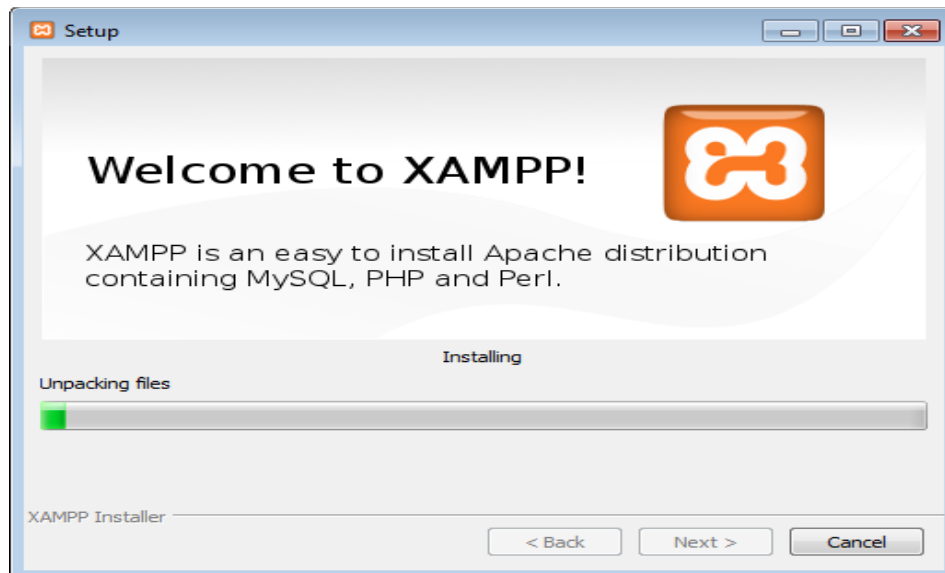 Setup
Welcome to XAMPP!
XAMPP is an easy to install Apache distribution
containing MySQL, PHP and Perl.
Installing
Unpacking files
XAMPP Installer
< Back
Next >
Cancel